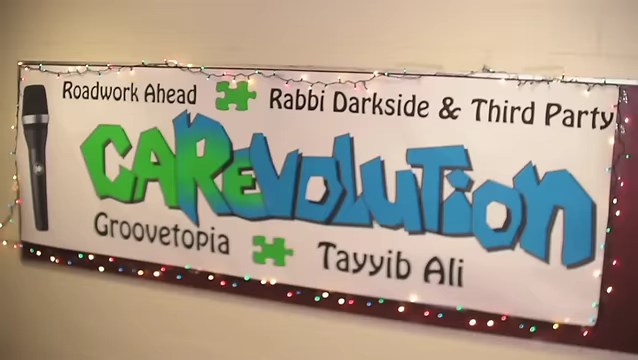 Roadwork Ahead Rabbi Darkside & Third Party
CAREvolution
Groovetopia Tayyib Ali